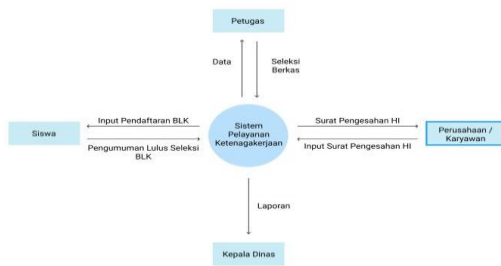 Petugas
Data
Seleksi
Berkas
Input Pendaftaran BLK
Sistem
Pelayanan
Ketenagakerjaan
Surat Pengesahan HI
Siswa
Perusahaan /
Karyawan
Pengumuman Lulus Seleksi
BLK
Input Surat Pengesahan HI
Laporan
Kepala Dinas